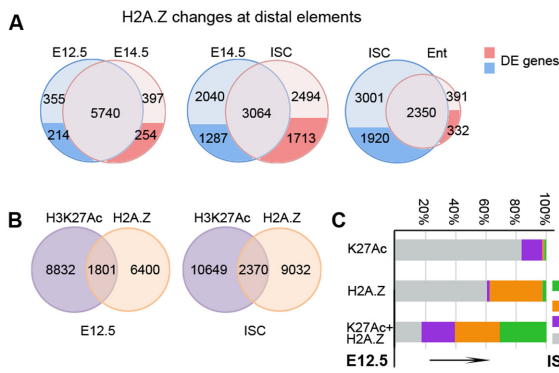 H2A.Z changes at distal elements
A
E12.5 E14.5
355 5740 397
214 254
E14.5 ISC
2040 3064 2494
1287 1713
ISC Ent
3001 2350 391
1920 332
DE genes
B
H3K27Ac H2A.Z
8832 1801 6400
E12.5
H3K27Ac H2A.Z
10649 2370 9032
ISC
C
20% 40% 60% 80% 100%
K27Ac
H2A.Z
K27Ac+
H2A.Z
E12.5